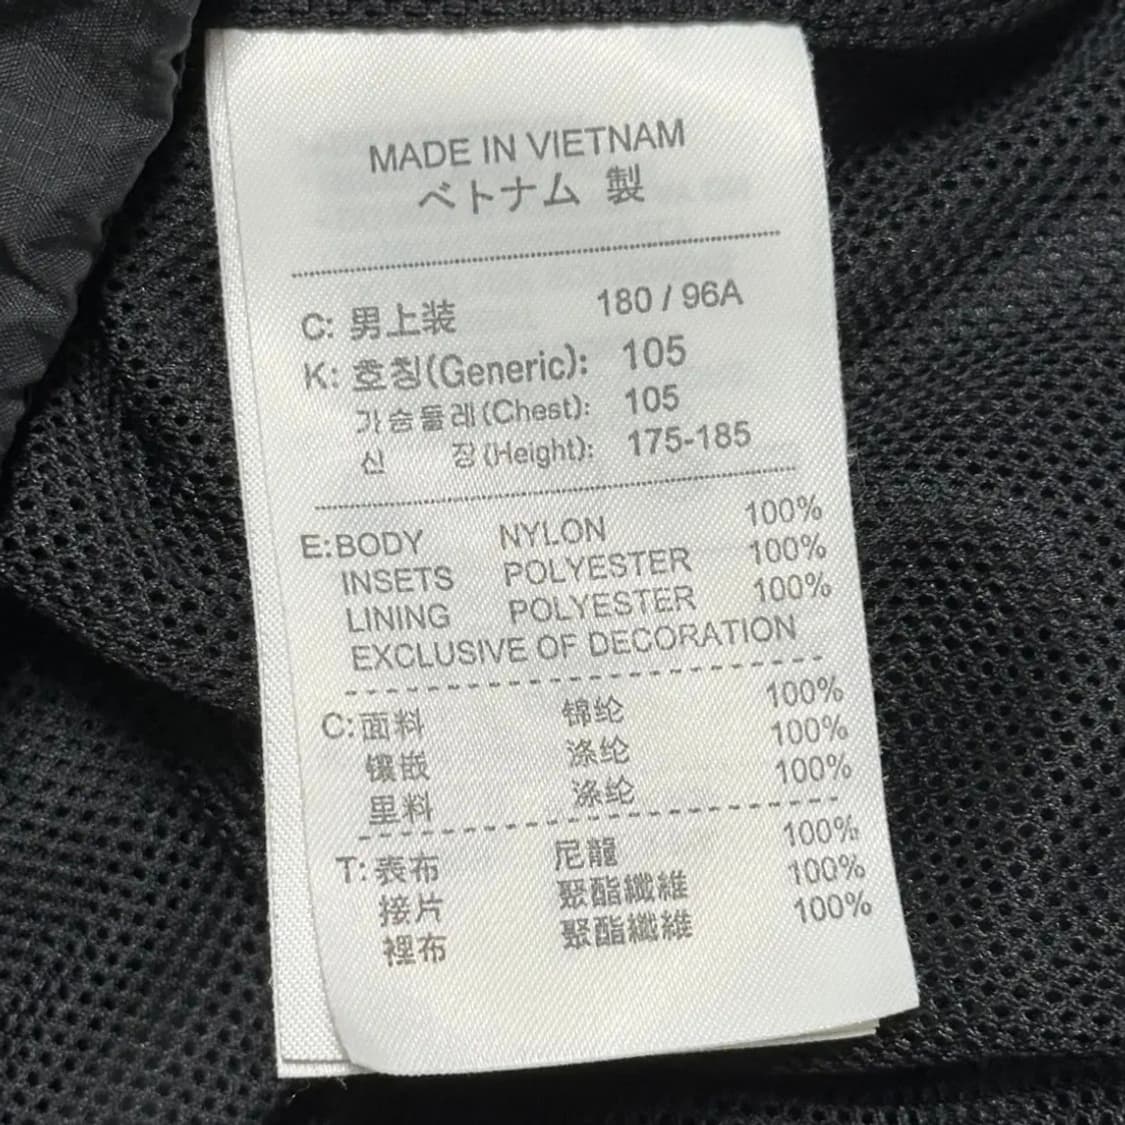 MADE IN VIETNAM
ベトナム 製
C: 男上装 180 / 96A
K: 호칭(Generic): 105
가슴둘레(Chest): 105
신 장(Height): 175-185
E:BODY NYLON 100%
INSETS POLYESTER 100%
LINING POLYESTER 100%
EXCLUSIVE OF DECORATION
C:面料 锦纶 100%
镶嵌 涤纶 100%
里料 涤纶 100%
T:表布 尼龍 100%
接片 聚酯纖維 100%
裡布 聚酯纖維 100%